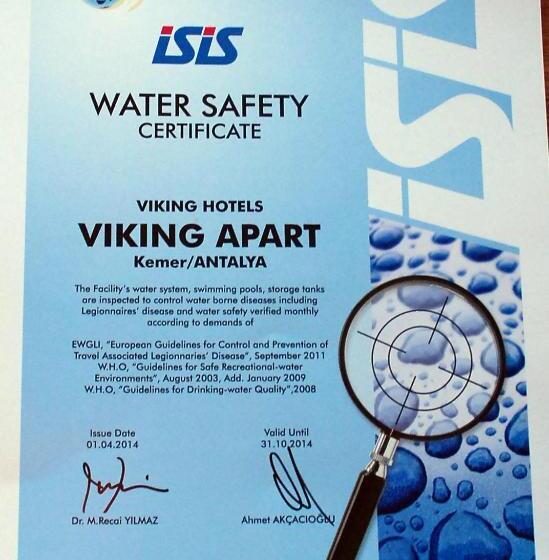 isis
WATER SAFETY
CERTIFICATE
VIKING HOTELS
VIKING APART
Kemer/ANTALYA
The Facility's water system, swimming pools, storage tanks
are inspected to control water borne diseases including
Legionnaires' disease and water safety verified monthly
according to demands of
EWGLI, "European Guidelines for Control and Prevention of
Travel Associated Legionnaries' Disease", September 2011
W.H.O, "Guidelines for Safe Recreational-water
Environments", August 2003, Add. January 2009
W.H.O, "Guidelines for Drinking-water Quality",2008
Issue Date
01.04.2014
Valid Until
31.10.2014
Dr. M.Recai YILMAZ
Ahmet AKÇACIOĞLU
isis